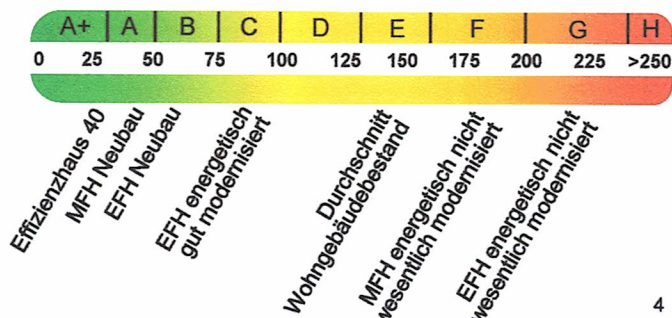 A+ A B C D E F G H
0 25 50 75 100 125 150 175 200 225 >250
Effizienzhaus 40
MFH Neubau
EFH Neubau
EFH energetisch
gut modernisiert
Durchschnitt
Wohngebäudebestand
MFH energetisch nicht
wesentlich modernisiert
EFH energetisch nicht
wesentlich modernisiert
4